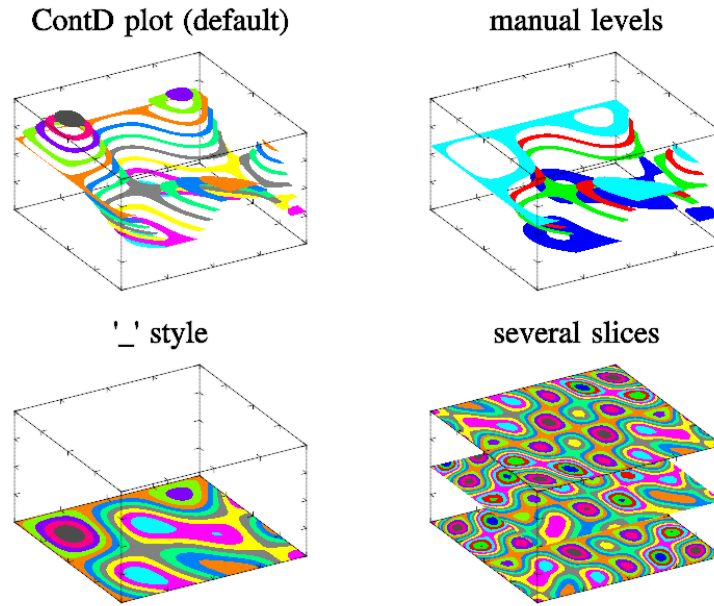 ContD plot (default)
manual levels
'_' style
several slices